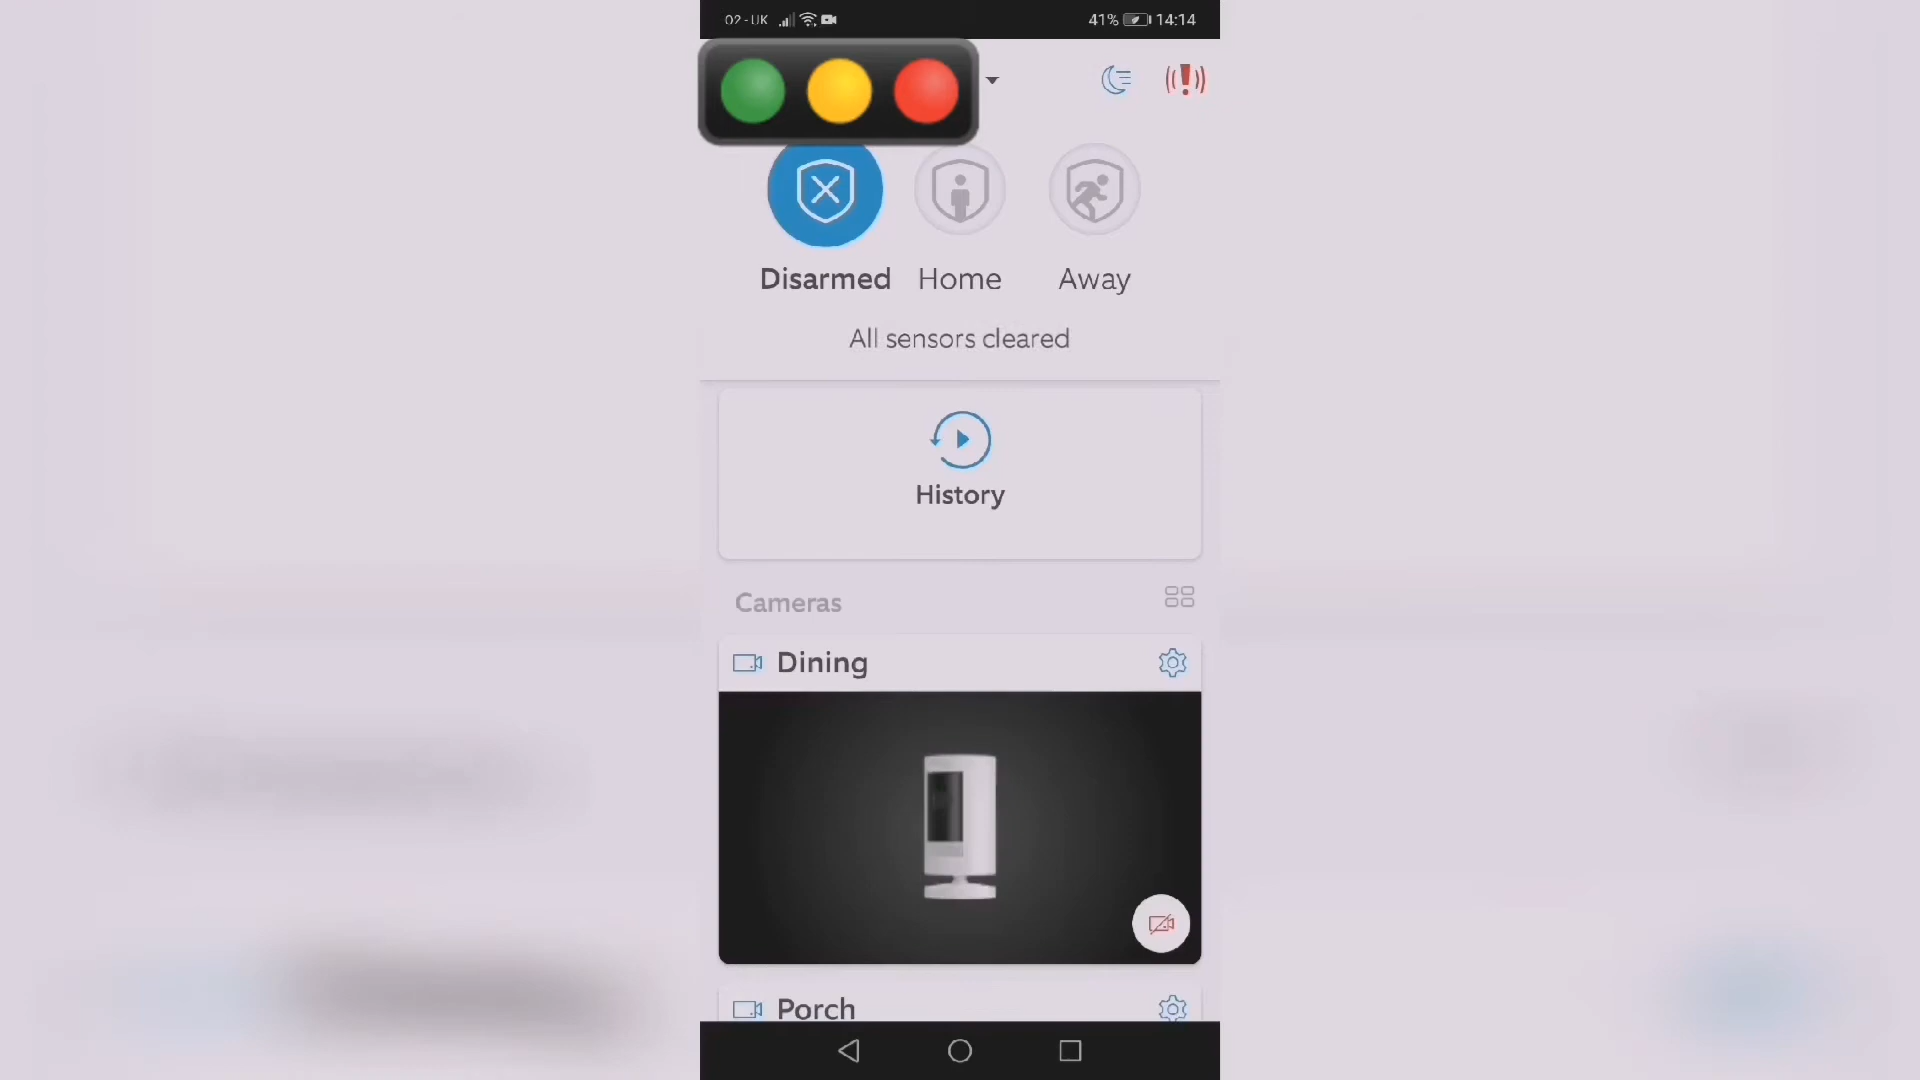 O2-UK
41% 14:14
Disarmed Home Away
All sensors cleared
History
Cameras
Dining
Porch